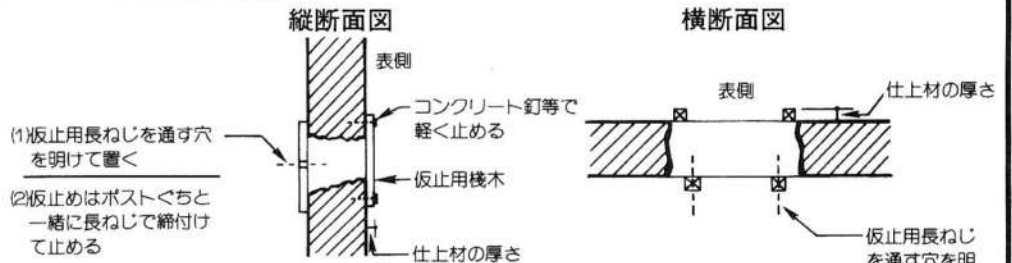 縦断面図
表側
コンクリート釘等で
軽く止める
(1)仮止用長ねじを通す穴
を明けて置く
(2)仮止めはポストぐちと
一緒に長ねじで締付け
て止める
仮止用桟木
仕上材の厚さ
横断面図
表側
仕上材の厚さ
仮止用長ねじ
を通す穴を明